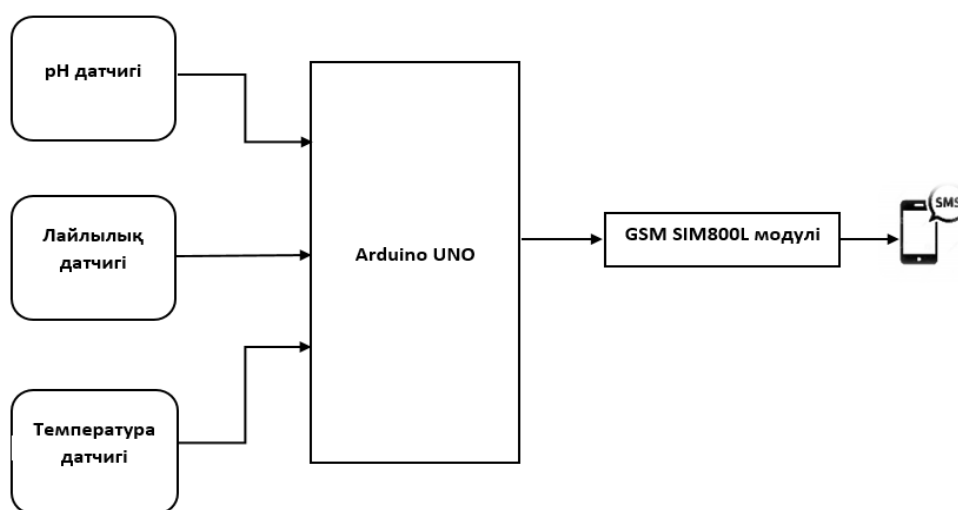 pH датчигі
Лайлылық
датчигі
Температура
датчигі
Arduino UNO
GSM SIM800L модулі
SMS